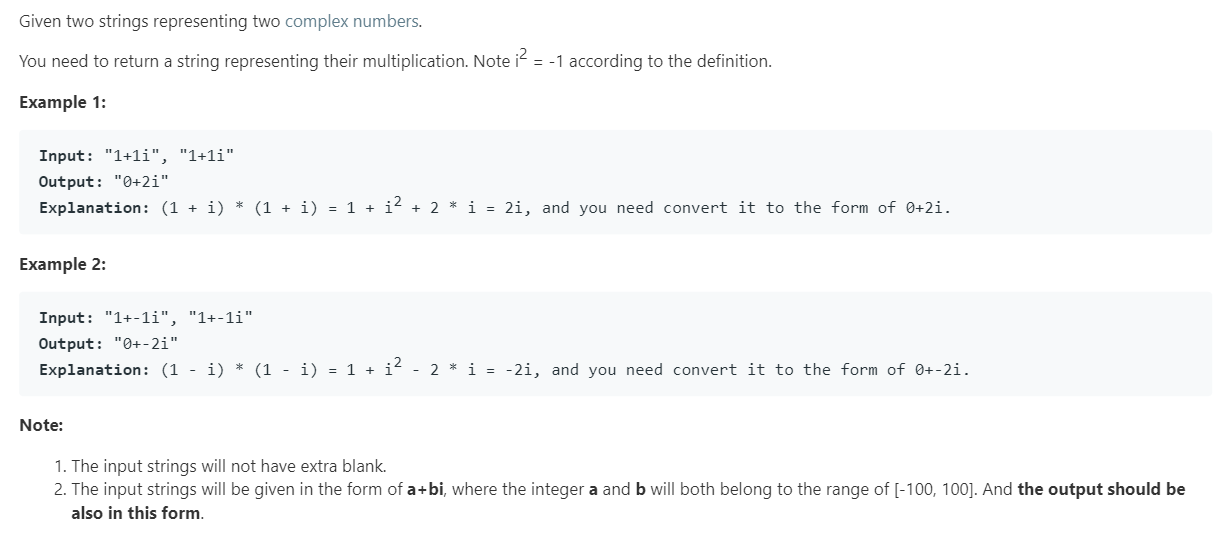 Given two strings representing two complex numbers.
You need to return a string representing their multiplication. Note i² = -1 according to the definition.
Example 1:
Input: "1+1i", "1+1i"
Output: "0+2i"
Explanation: (1 + i) * (1 + i) = 1 + i² + 2 * i = 2i, and you need convert it to the form of 0+2i.
Example 2:
Input: "1+-1i", "1+-1i"
Output: "0+-2i"
Explanation: (1 - i) * (1 - i) = 1 + i² - 2 * i = -2i, and you need convert it to the form of 0+-2i.
Note:
1. The input strings will not have extra blank.
2. The input strings will be given in the form of a+bi, where the integer a and b will both belong to the range of [-100, 100]. And the output should be
also in this form.